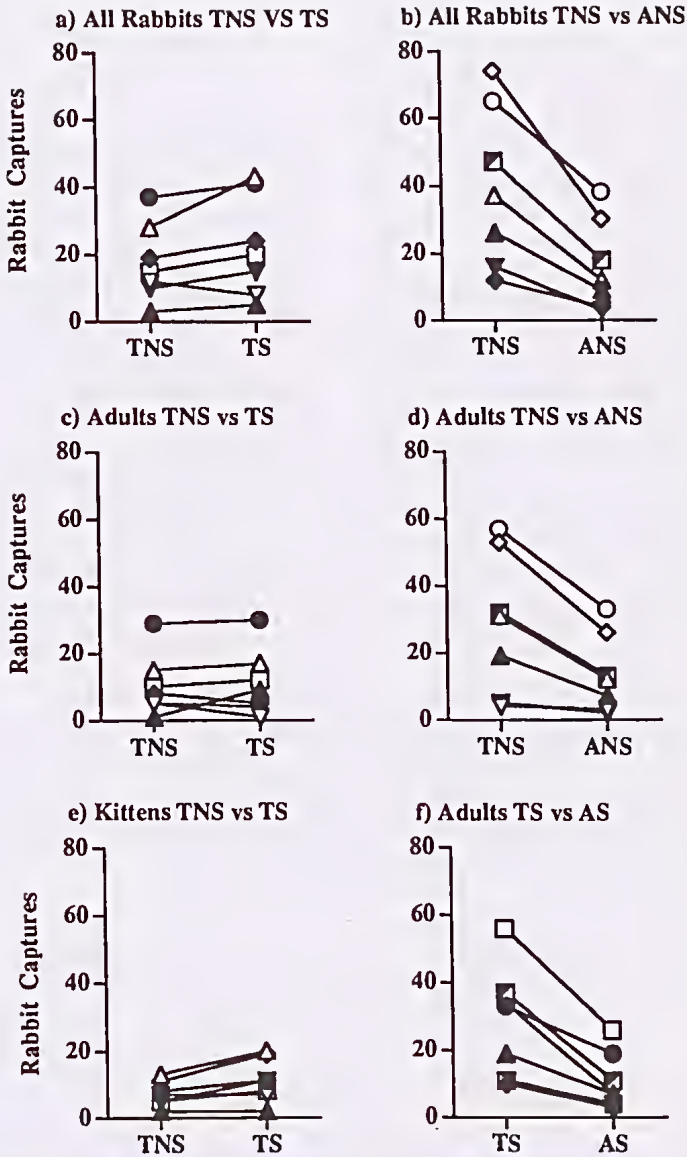 a) All Rabbits TNS VS TS
80
60
40
20
0
Rabbit Captures
TNS TS
b) All Rabbits TNS vs ANS
80
60
40
20
0
TNS ANS
c) Adults TNS vs TS
80
60
40
20
0
Rabbit Captures
TNS TS
d) Adults TNS vs ANS
80
60
40
20
0
TNS ANS
e) Kittens TNS vs TS
80
60
40
20
0
Rabbit Captures
TNS TS
f) Adults TS vs AS
80
60
40
20
0
TS AS